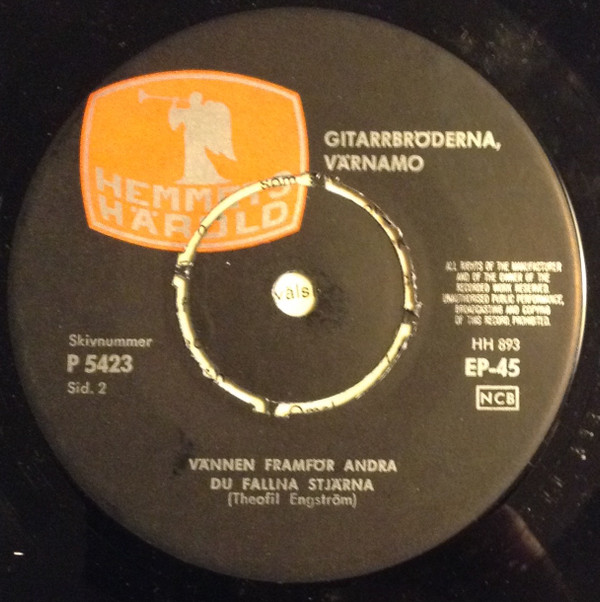 HEMMETS
HÄROLD
GITARRBRÖDERNA,
VÄRNAMO
som
vals
ALL RIGHTS OF THE MANUFACTURER
AND OF THE OWNER OF THE
RECORDED WORK RESERVED.
UNAUTHORISED PUBLIC PERFORMANCE,
BROADCASTING AND COPYING
OF THIS RECORD PROHIBITED.
Skivnummer
P 5423
Sid. 2
HH 893
EP-45
NCB
VÄNNEN FRAMFÖR ANDRA
DU FALLNA STJÄRNA
(Theofil Engström)